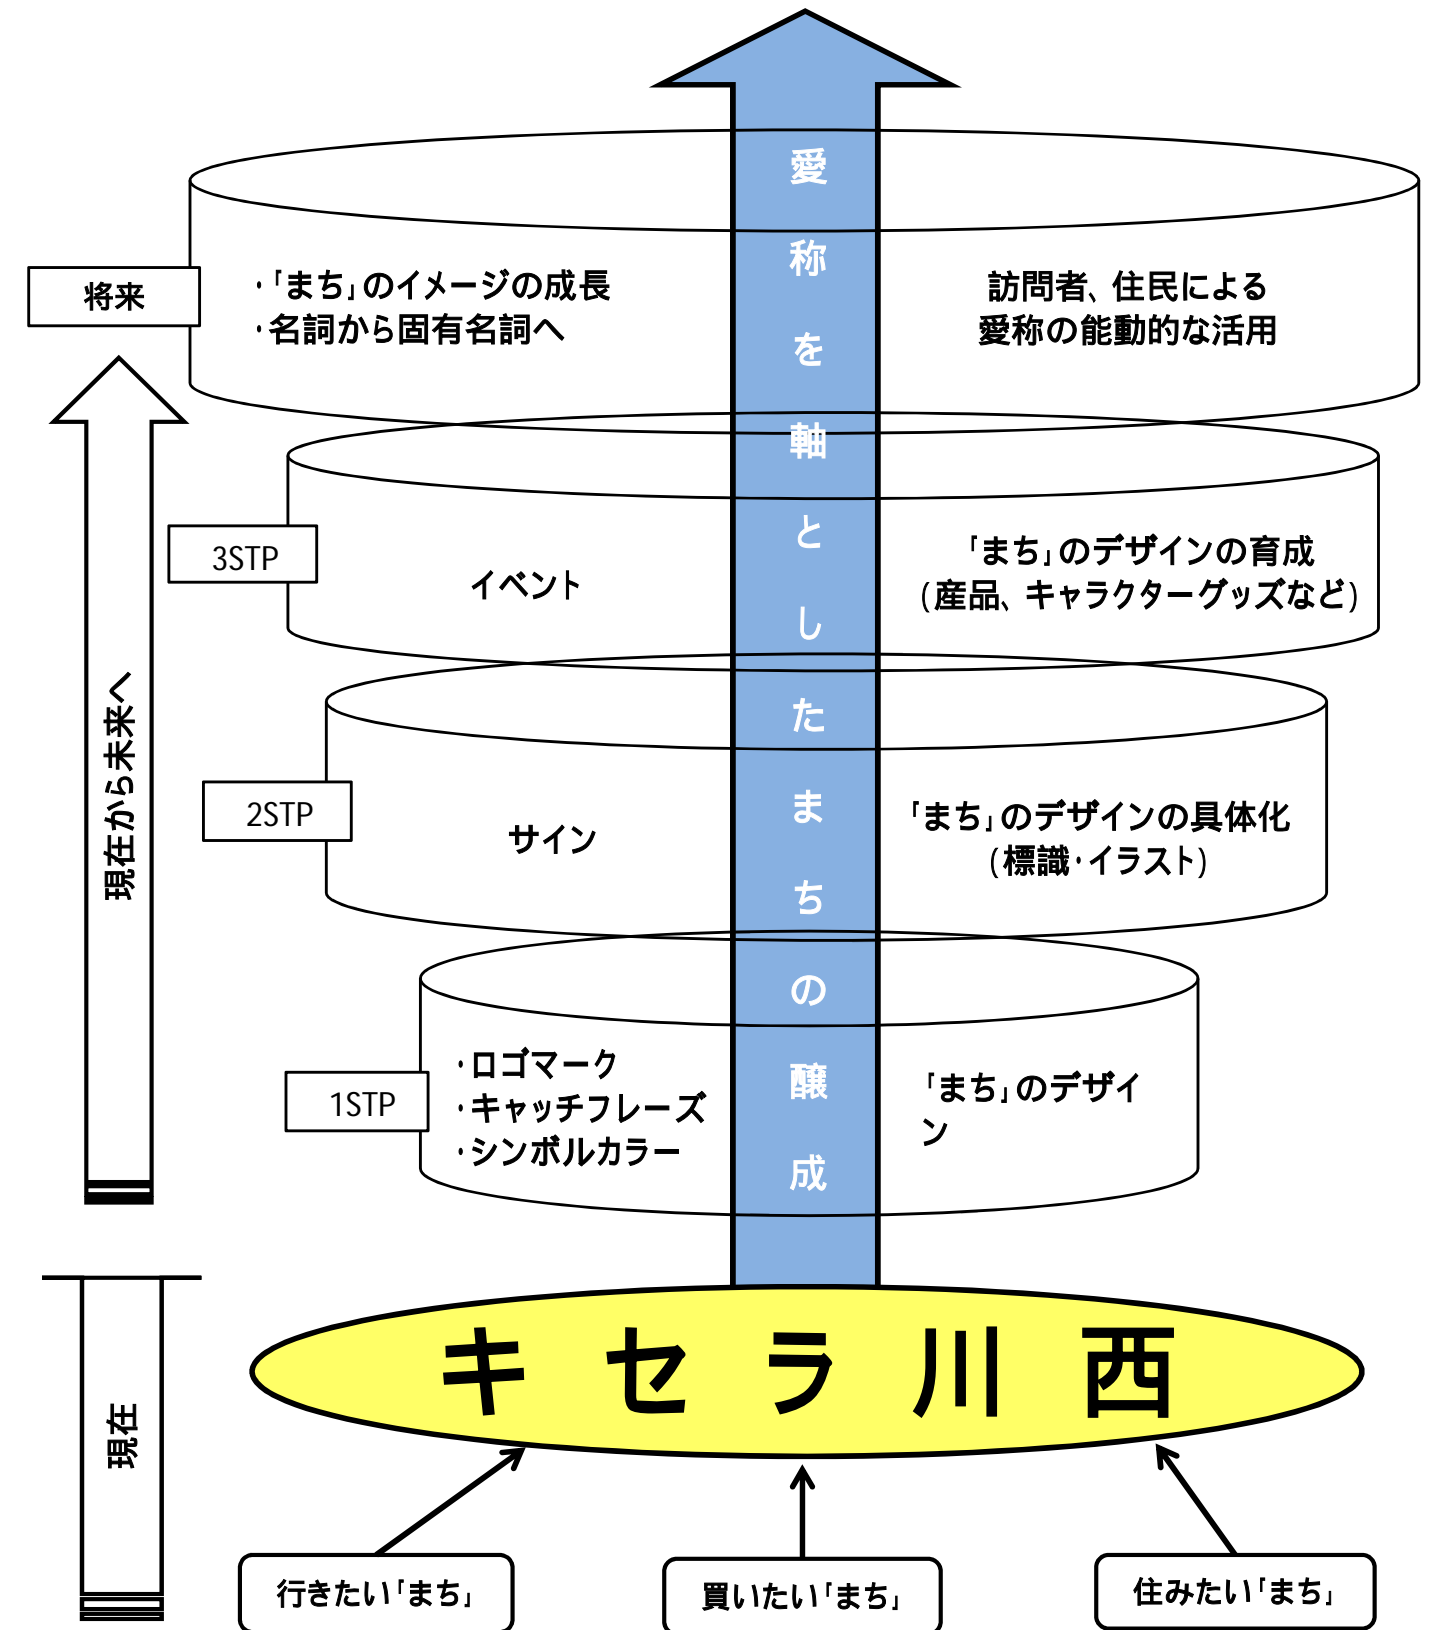 愛称を軸としたまちの醸成
将来
・「まち」のイメージの成長
・名詞から固有名詞へ
訪問者、住民による
愛称の能動的な活用
3STP
イベント
「まち」のデザインの育成
(産品、キャラクターグッズなど)
現在から未来へ
2STP
サイン
「まち」のデザインの具体化
(標識・イラスト)
1STP
・ロゴマーク
・キャッチフレーズ
・シンボルカラー
「まち」のデザイ
ン
キセラ川西
現在
行きたい「まち」
買いたい「まち」
住みたい「まち」